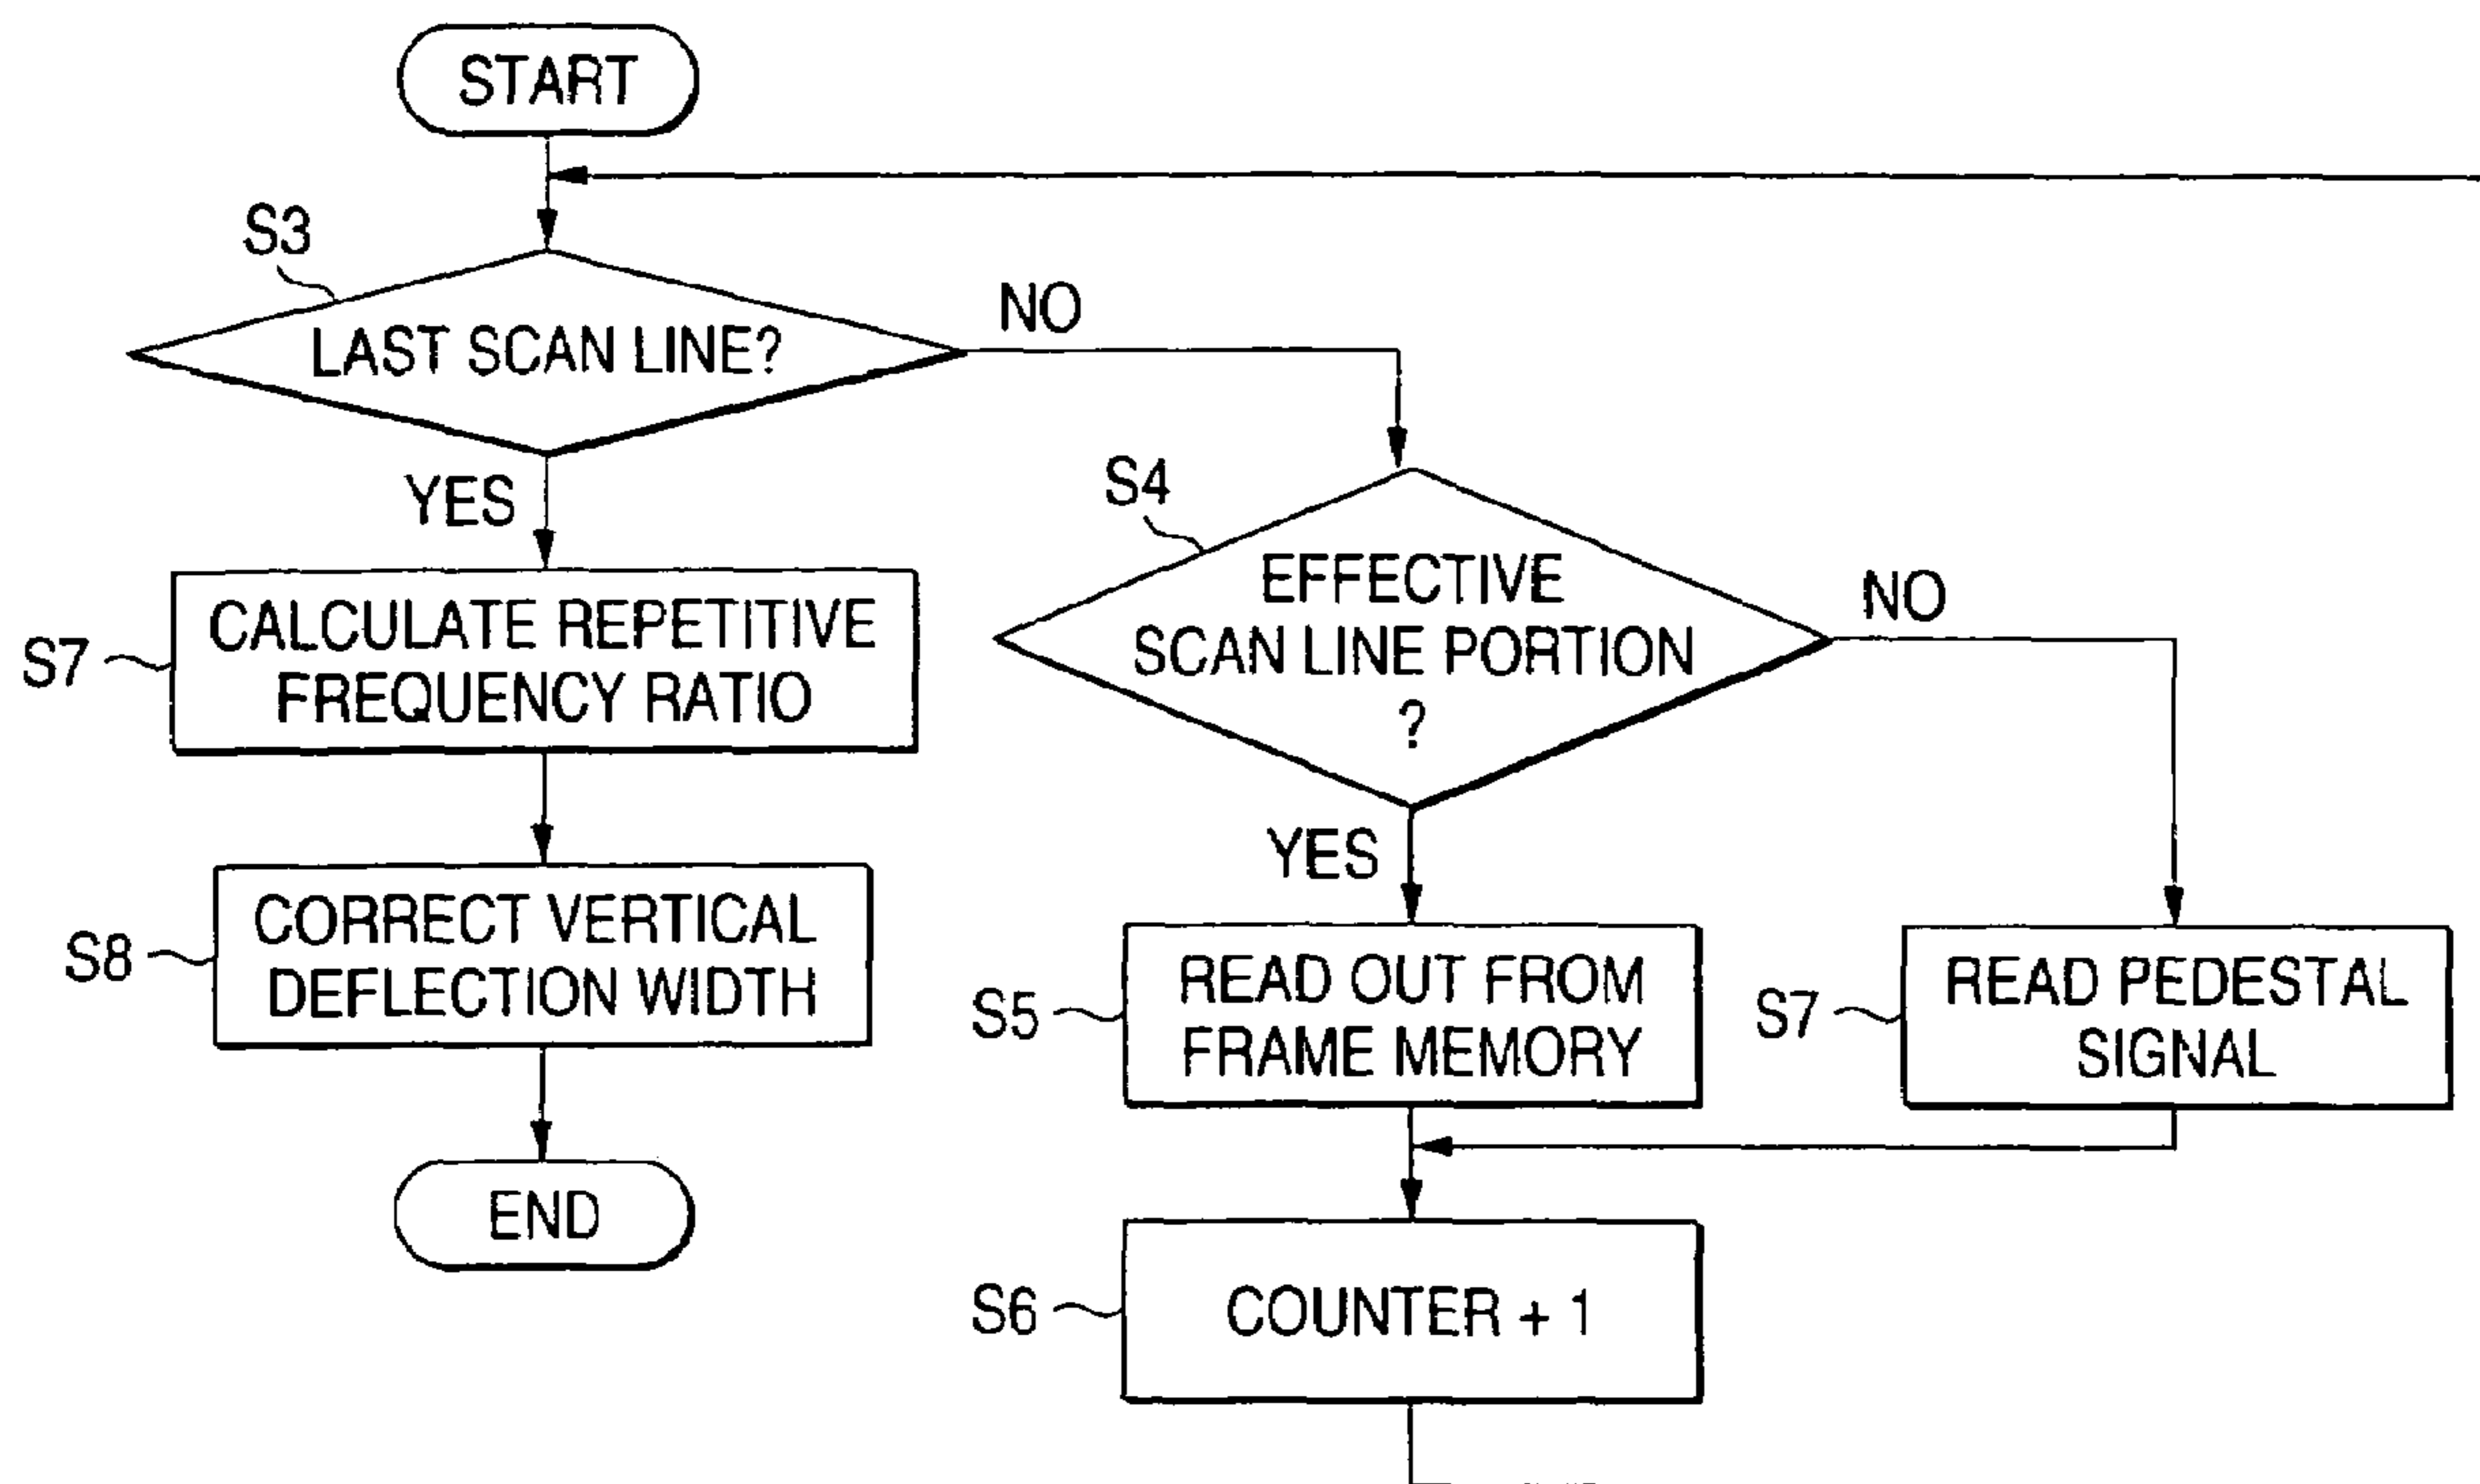 START
S3
LAST SCAN LINE?
NO
YES
S7
CALCULATE REPETITIVE
FREQUENCY RATIO
S8
CORRECT VERTICAL
DEFLECTION WIDTH
END
S4
EFFECTIVE
SCAN LINE PORTION
?
NO
YES
S5
READ OUT FROM
FRAME MEMORY
S7
READ PEDESTAL
SIGNAL
S6
COUNTER + 1